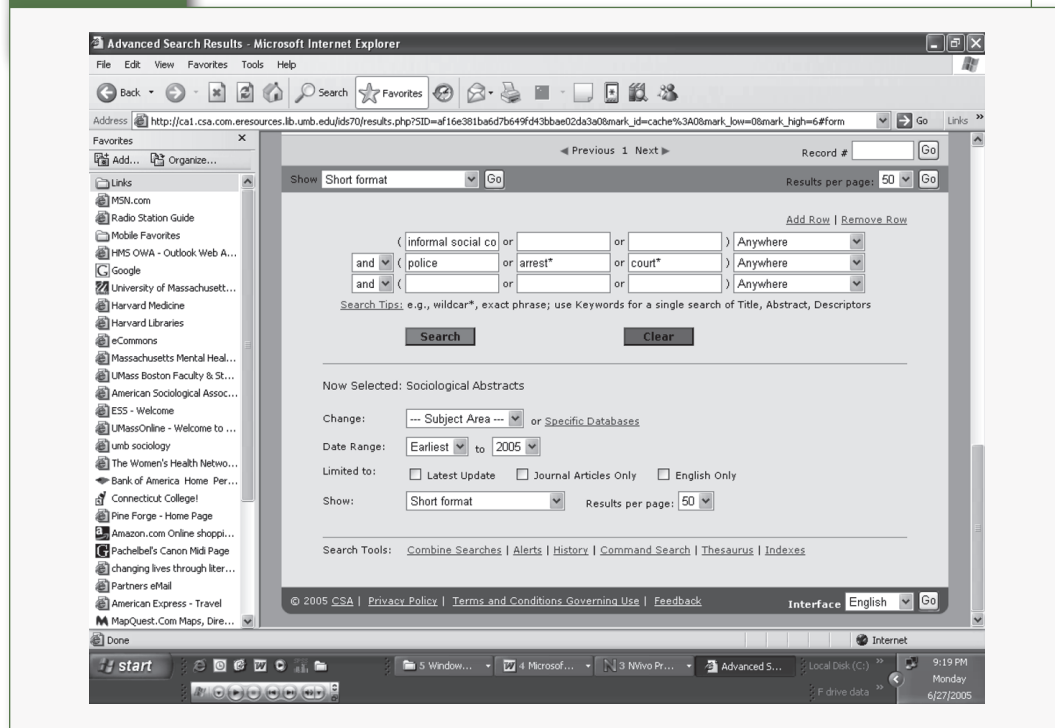 Advanced Search Results - Microsoft Internet Explorer
File Edit View Favorites Tools Help
Back Search Favorites
Address http://ca1.csa.com.eresources.lib.umb.edu/ids70/results.php?SID=af16e381ba6d7b649fd43bbae02da3a0&mark_id=cache%3A0&mark_low=0&mark_high=6#form Go Links »
Favorites ×
Add... Organize...
Links
MSN.com
Radio Station Guide
Mobile Favorites
HMS OWA - Outlook Web A...
Google
University of Massachusett...
Harvard Medicine
Harvard Libraries
eCommons
Massachusetts Mental Heal...
UMass Boston Faculty & St...
American Sociological Assoc...
ESS - Welcome
UMassOnline - Welcome to ...
umb sociology
The Women's Health Netwo...
Bank of America Home Per...
Connecticut College!
Pine Forge - Home Page
Amazon.com Online shoppi...
Pachelbel's Canon Midi Page
changing lives through liter...
Partners eMail
American Express - Travel
MapQuest.Com Maps, Dire...
◄ Previous 1 Next ► Record # Go
Show Short format Go Results per page: 50 Go
Add Row | Remove Row
( informal social co or or ) Anywhere
and ( police or arrest* or court* ) Anywhere
and ( or or ) Anywhere
Search Tips: e.g., wildcar*, exact phrase; use Keywords for a single search of Title, Abstract, Descriptors
Search Clear
Now Selected: Sociological Abstracts
Change: --- Subject Area --- or Specific Databases
Date Range: Earliest to 2005
Limited to: Latest Update Journal Articles Only English Only
Show: Short format Results per page: 50
Search Tools: Combine Searches | Alerts | History | Command Search | Thesaurus | Indexes
© 2005 CSA | Privacy Policy | Terms and Conditions Governing Use | Feedback Interface English Go
Done Internet
start 5 Window... 4 Microsof... 3 NVivo Pr... Advanced S... Local Disk (C:) » 9:19 PM
Monday
F drive data » 6/27/2005